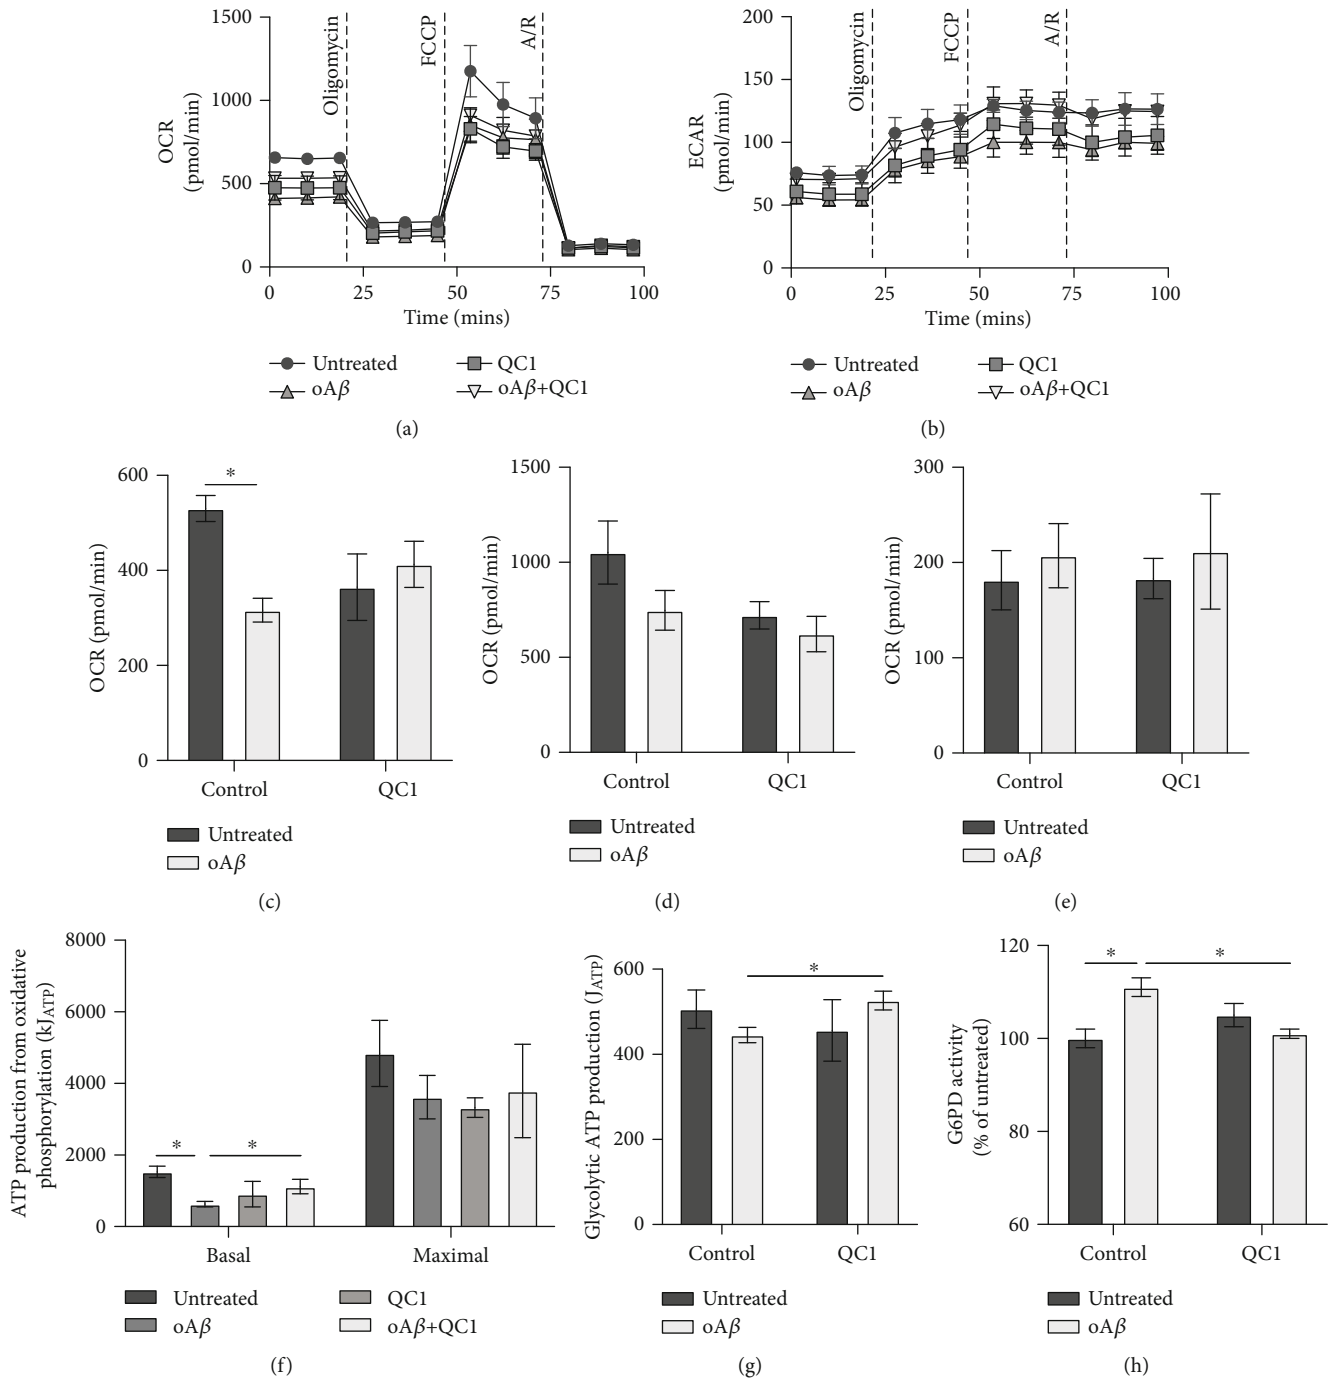 1500
1000
500
0
OCR
(pmol/min)
Oligomycin
FCCP
A/R
0
25
50
75
100
Time (mins)
Untreated
QC1
oAβ
oAβ+QC1
(a)
200
150
100
50
0
ECAR
(pmol/min)
Oligomycin
FCCP
A/R
0
25
50
75
100
Time (mins)
Untreated
QC1
oAβ
oAβ+QC1
(b)
600
400
200
0
OCR (pmol/min)
*
Control
QC1
Untreated
oAβ
(c)
1500
1000
500
0
OCR (pmol/min)
Control
QC1
Untreated
oAβ
(d)
300
200
100
0
OCR (pmol/min)
Control
QC1
Untreated
oAβ
(e)
8000
6000
4000
2000
0
ATP production from oxidative
phosphorylation (kJATP)
*
*
Basal
Maximal
Untreated
QC1
oAβ
oAβ+QC1
(f)
600
400
200
0
Glycolytic ATP production (JATP)
*
Control
QC1
Untreated
oAβ
(g)
120
100
80
60
G6PD activity
(% of untreated)
*
*
Control
QC1
Untreated
oAβ
(h)